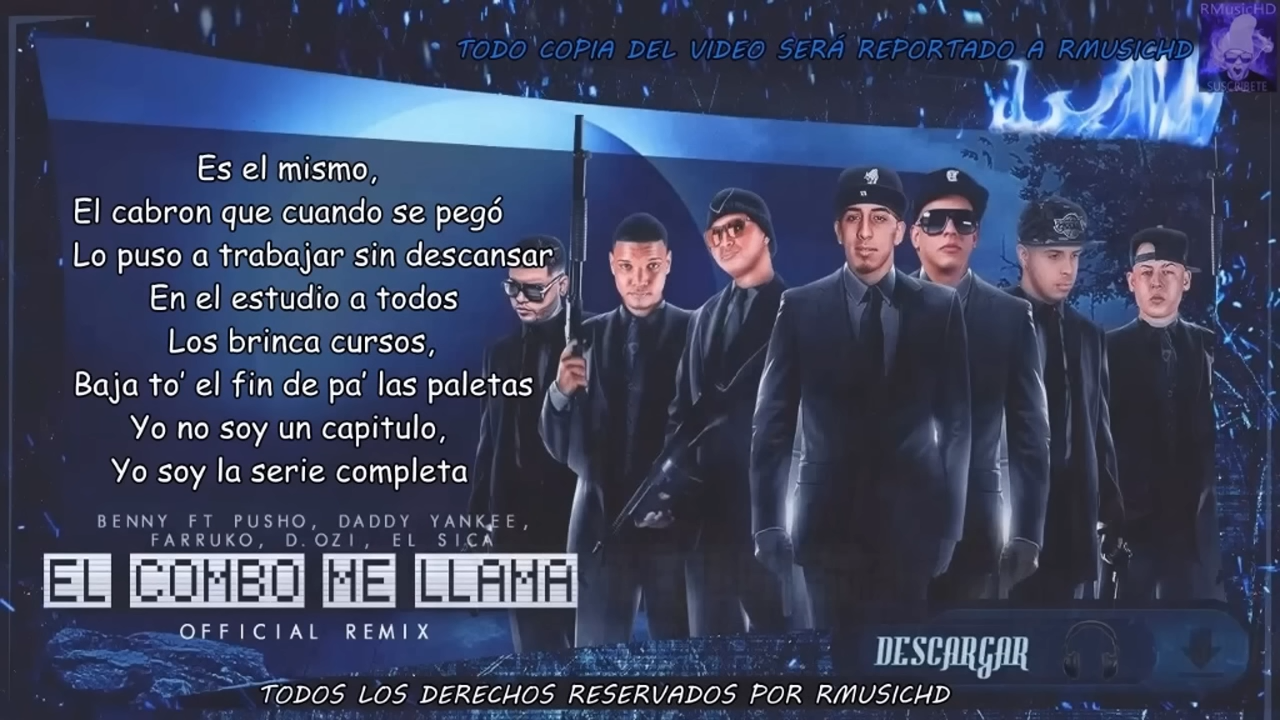 RMusicHD
TODO COPIA DEL VIDEO SERÁ REPORTADO A RMUSICHD
SUSCRIBETE
Es el mismo,
El cabron que cuando se pegó
Lo puso a trabajar sin descansar
En el estudio a todos
Los brinca cursos,
Baja to' el fin de pa' las paletas
Yo no soy un capitulo,
Yo soy la serie completa
BENNY FT PUSHO, DADDY YANKEE,
FARRUKO, D.OZI, EL SICA
EL COMBO ME LLAMA
OFFICIAL REMIX
DESCARGAR
TODOS LOS DERECHOS RESERVADOS POR RMUSICHD